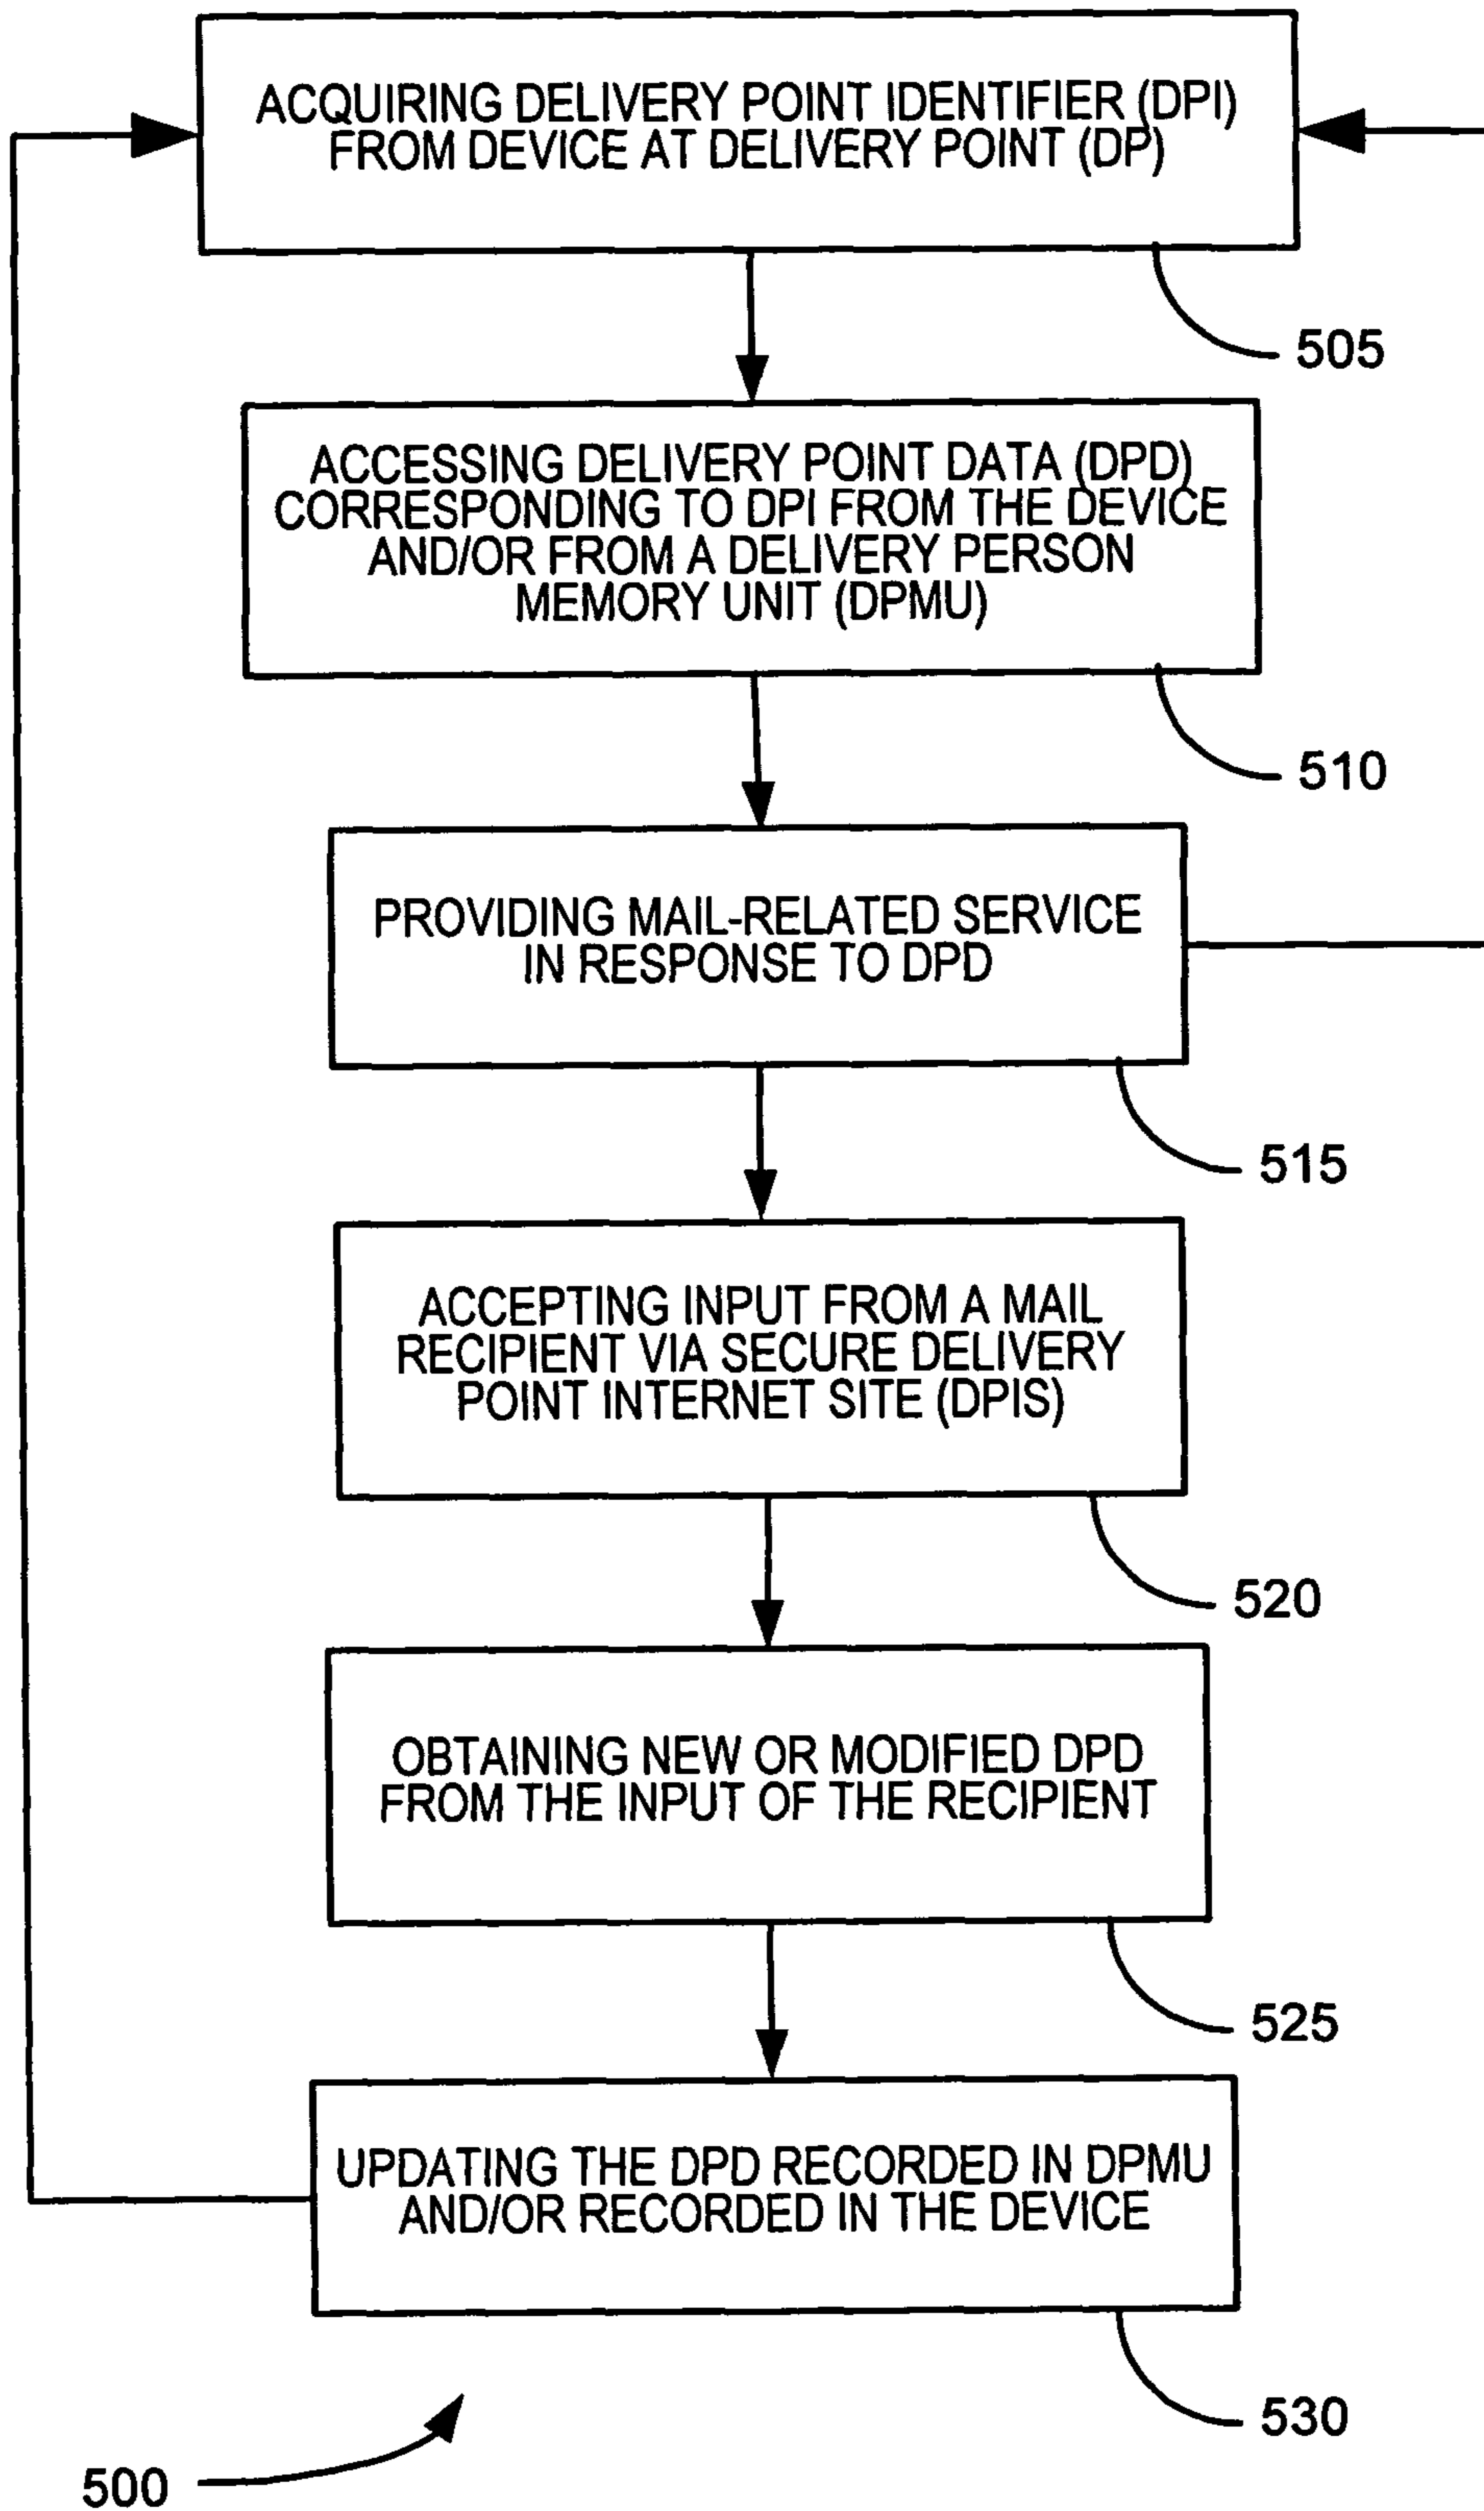 ACQUIRING DELIVERY POINT IDENTIFIER (DPI)
FROM DEVICE AT DELIVERY POINT (DP)
505
ACCESSING DELIVERY POINT DATA (DPD)
CORRESPONDING TO DPI FROM THE DEVICE
AND/OR FROM A DELIVERY PERSON
MEMORY UNIT (DPMU)
510
PROVIDING MAIL-RELATED SERVICE
IN RESPONSE TO DPD
515
ACCEPTING INPUT FROM A MAIL
RECIPIENT VIA SECURE DELIVERY
POINT INTERNET SITE (DPIS)
520
OBTAINING NEW OR MODIFIED DPD
FROM THE INPUT OF THE RECIPIENT
525
UPDATING THE DPD RECORDED IN DPMU
AND/OR RECORDED IN THE DEVICE
530
500